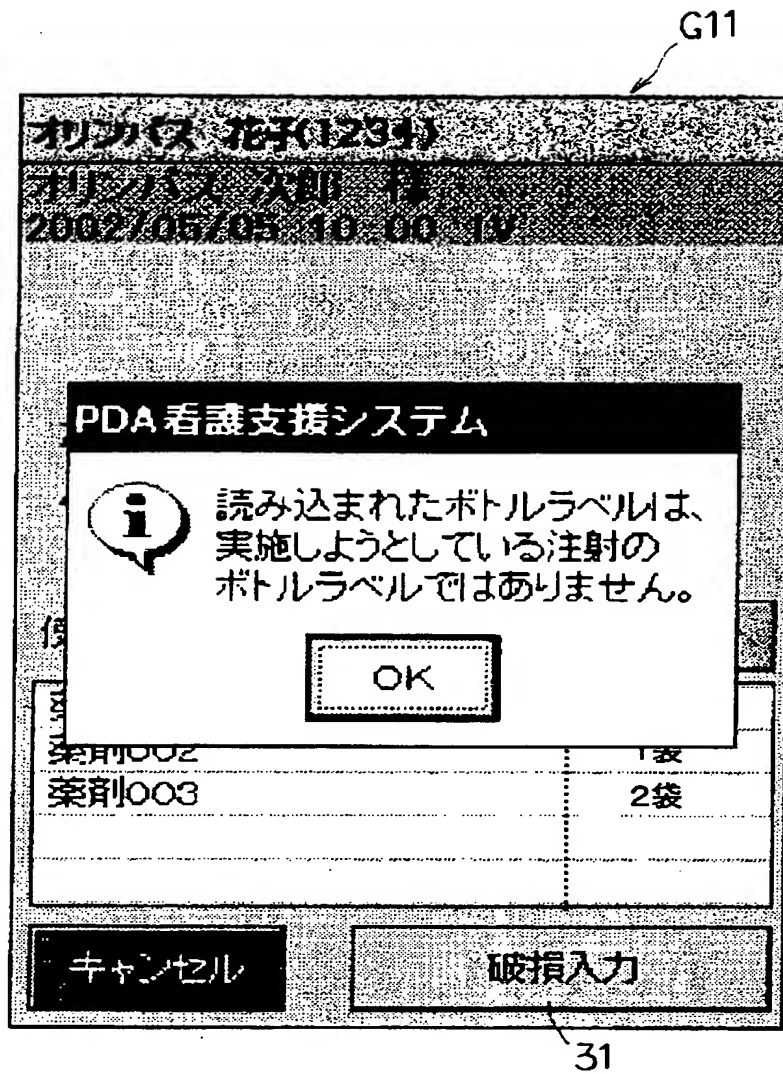 G11
オリンパス 花子(1234)
オリンパス 次郎 様
2002/05/05 10:00 IV
PDA看護支援システム
読み込まれたボトルラベルは、
実施しようとしている注射の
ボトルラベルではありません。
OK
薬剤002 1袋
薬剤003 2袋
キャンセル 破損入力
31